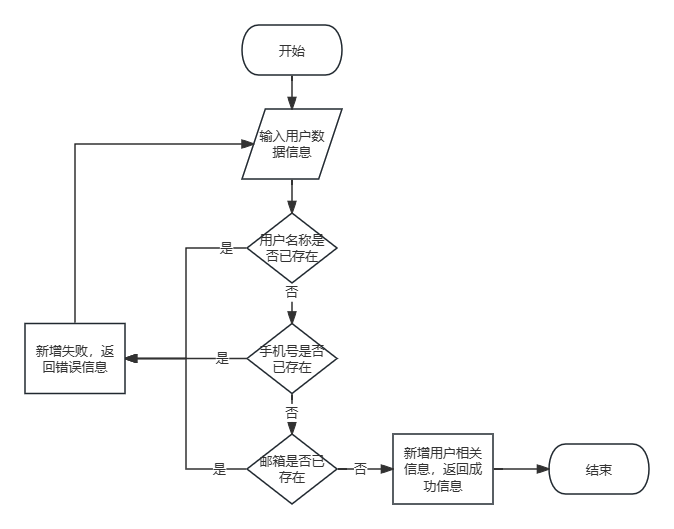 开始
输入用户数
据信息
用户名称是
否已存在
是
否
新增失败，返
回错误信息
是
手机号是否
已存在
否
是
邮箱是否已
存在
否
新增用户相关
信息，返回成
功信息
结束